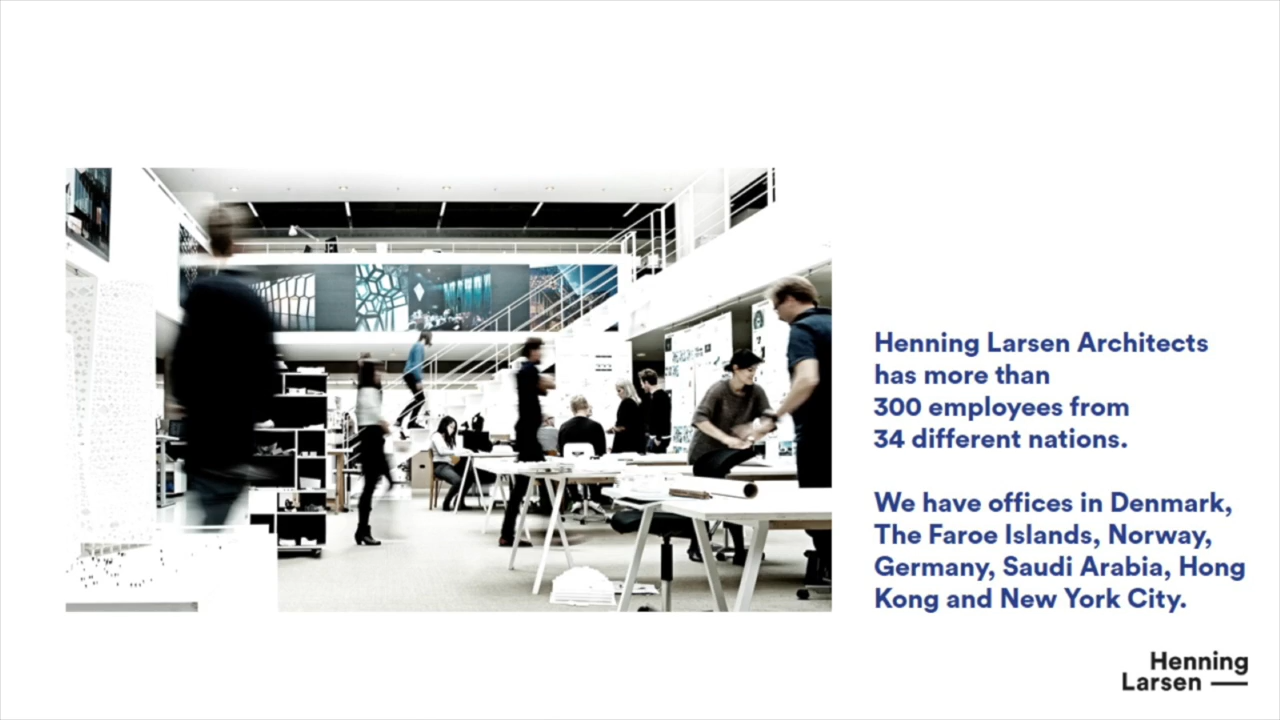 Henning Larsen Architects
has more than
300 employees from
34 different nations.
We have offices in Denmark,
The Faroe Islands, Norway,
Germany, Saudi Arabia, Hong
Kong and New York City.
Henning
Larsen —